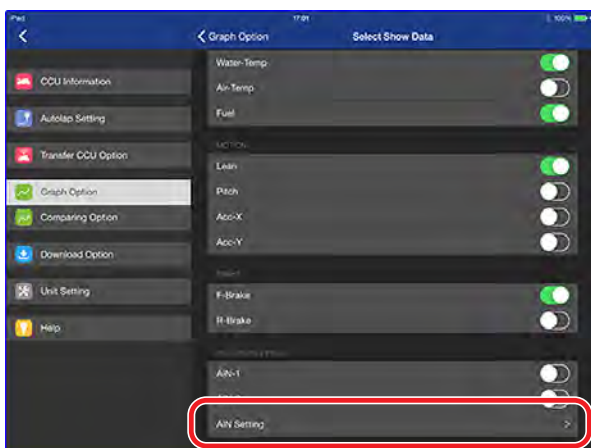 iPad 17:01 100%
Graph Option Select Show Data
CCU Information
Autolap Setting
Transfer CCU Option
Graph Option
Comparing Option
Download Option
Unit Setting
Help
Water-Temp
Air-Temp
Fuel
MOTION
Lean
Pitch
Acc-X
Acc-Y
F-Brake
R-Brake
AIN-1
AIN Setting